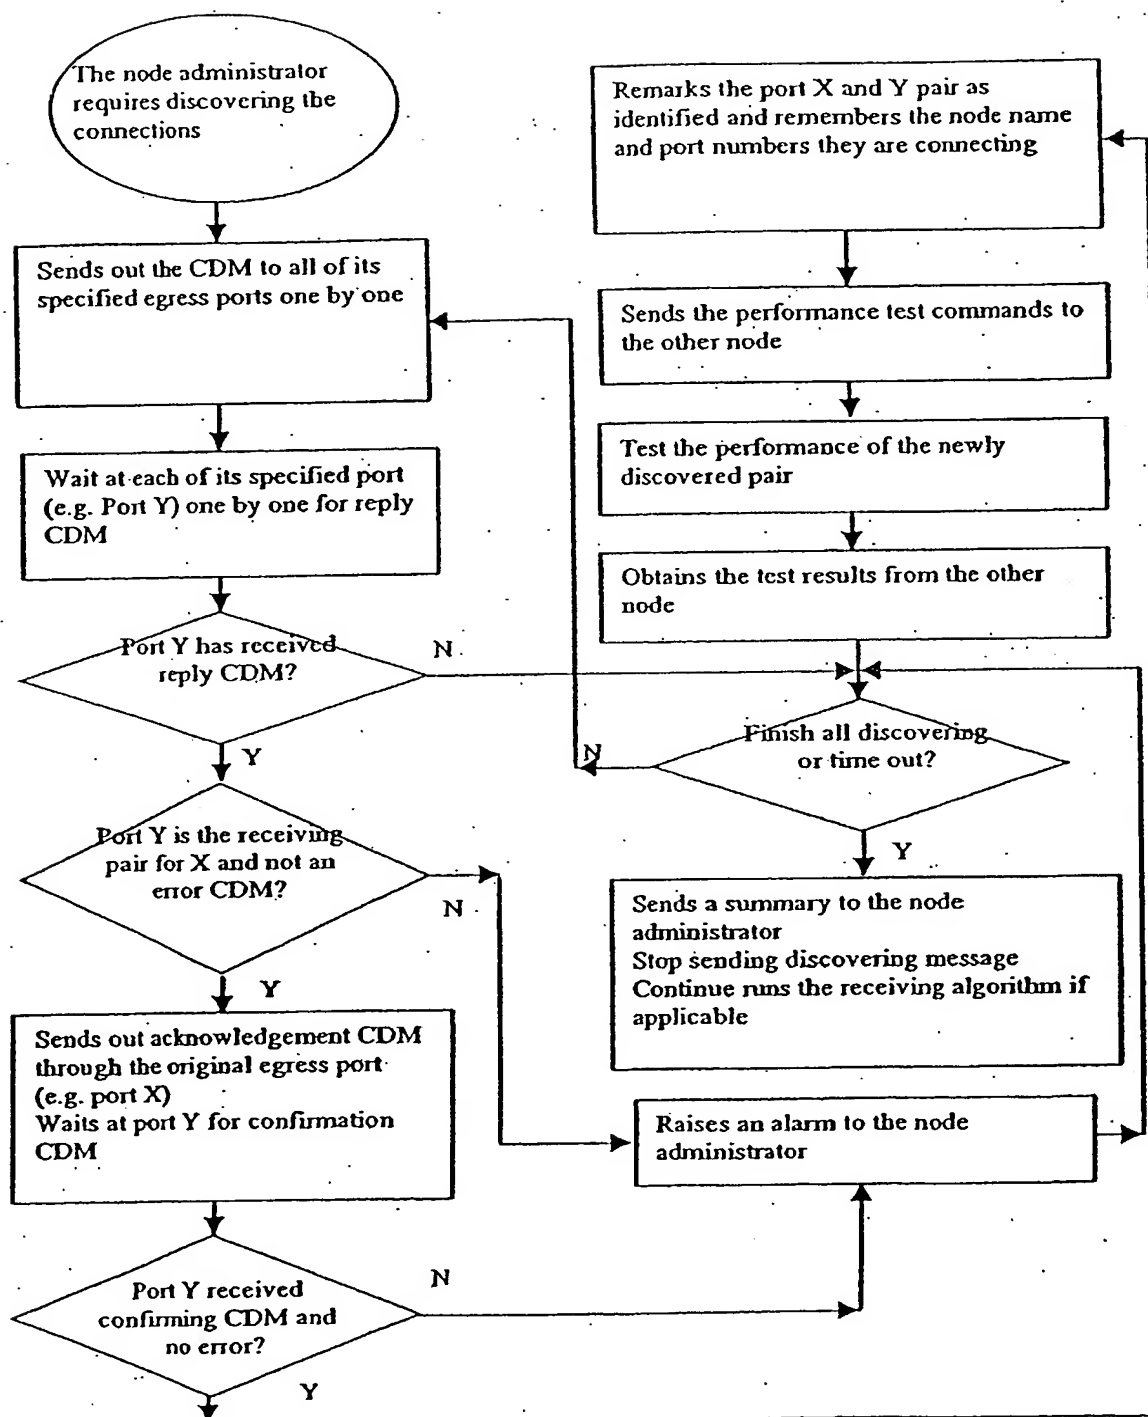 The node administrator
requires discovering the
connections
Sends out the CDM to all of its
specified egress ports one by one
Wait at each of its specified port
(e.g. Port Y) one by one for reply
CDM
Port Y has received
reply CDM?
N
Y
Port Y is the receiving
pair for X and not an
error CDM?
N
Y
Sends out acknowledgement CDM
through the original egress port
(e.g. port X)
Waits at port Y for confirmation
CDM
Port Y received
confirming CDM and
no error?
N
Y
Remarks the port X and Y pair as
identified and remembers the node name
and port numbers they are connecting
Sends the performance test commands to
the other node
Test the performance of the newly
discovered pair
Obtains the test results from the other
node
Finish all discovering
or time out?
N
Y
Sends a summary to the node
administrator
Stop sending discovering message
Continue runs the receiving algorithm if
applicable
Raises an alarm to the node
administrator